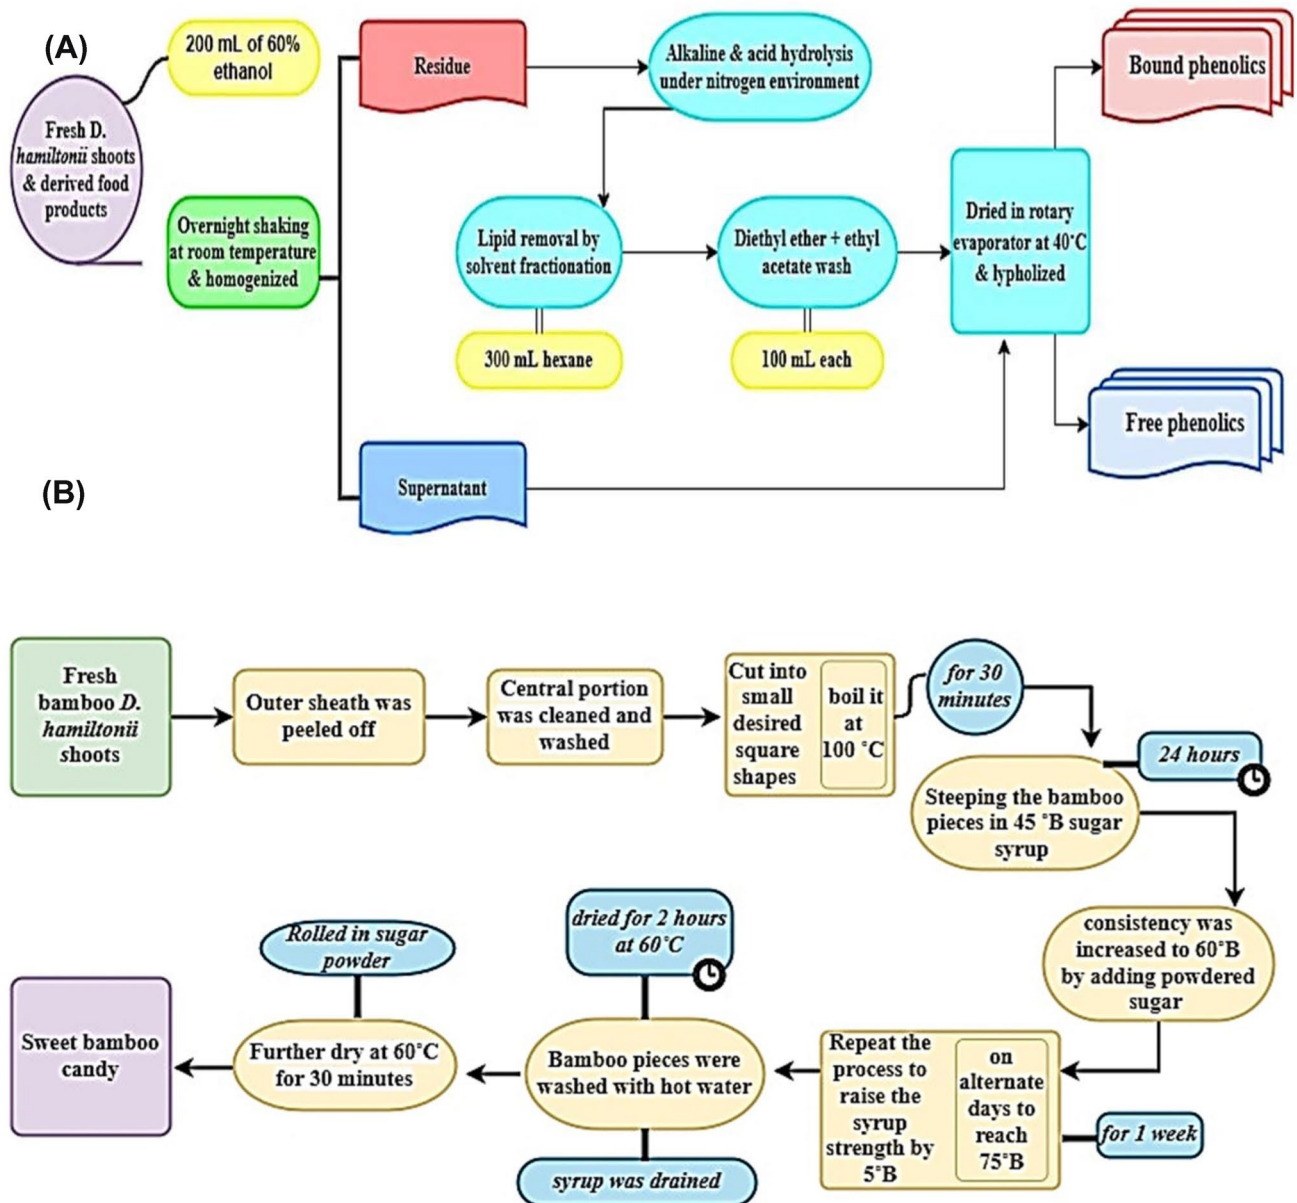 (A)
200 mL of 60%
ethanol
Fresh D.
hamiltonii shoots
& derived food
products
Overnight shaking
at room temperature
& homogenized
Residue
Alkaline & acid hydrolysis
under nitrogen environment
Lipid removal by
solvent fractionation
300 mL hexane
Diethyl ether + ethyl
acetate wash
100 mL each
Dried in rotary
evaporator at 40°C
& lypholized
Bound phenolics
Free phenolics
Supernatant
(B)
Fresh
bamboo D.
hamiltonii
shoots
Outer sheath was
peeled off
Central portion
was cleaned and
washed
Cut into
small
desired
square
shapes
boil it
at
100 °C
for 30
minutes
24 hours
Steeping the bamboo
pieces in 45 °B sugar
syrup
consistency was
increased to 60°B
by adding powdered
sugar
Repeat the
process to
raise the
syrup
strength by
5°B
on
alternate
days to
reach
75°B
for 1 week
dried for 2 hours
at 60°C
Bamboo pieces were
washed with hot water
syrup was drained
Rolled in sugar
powder
Further dry at 60°C
for 30 minutes
Sweet bamboo
candy